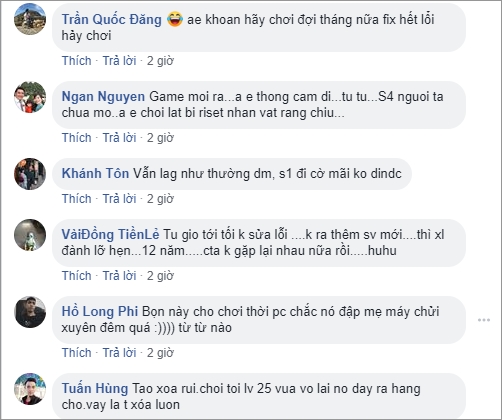 Trần Quốc Đăng 😂 ae khoan hãy chơi đợi tháng nữa fix hết lổi
hảy chơi
Thích · Trả lời · 2 giờ
Ngan Nguyen Game moi ra...a e thong cam di...tu tu...S4 nguoi ta
chua mo..a e choi lat bi riset nhan vat rang chiu...
Thích · Trả lời · 2 giờ
Khánh Tôn Vẫn lag như thường dm, s1 đi cờ mãi ko dindc
Thích · Trả lời · 2 giờ
VảiĐồng TiềnLẻ Tu gio tới tối k sửa lỗi ....k ra thêm sv mới....thì xl
đành lỡ hẹn...12 năm.....cta k gặp lại nhau nữa rồi.....huhu
Thích · Trả lời · 2 giờ
Hồ Long Phi Bọn này cho chơi thời pc chắc nó đập mẹ máy chửi
xuyên đêm quá :)))) từ từ nào
Thích · Trả lời · 2 giờ
Tuấn Hùng Tao xoa rui.choi toi lv 25 vua vo lai no day ra hang
cho.vay la t xóa luon